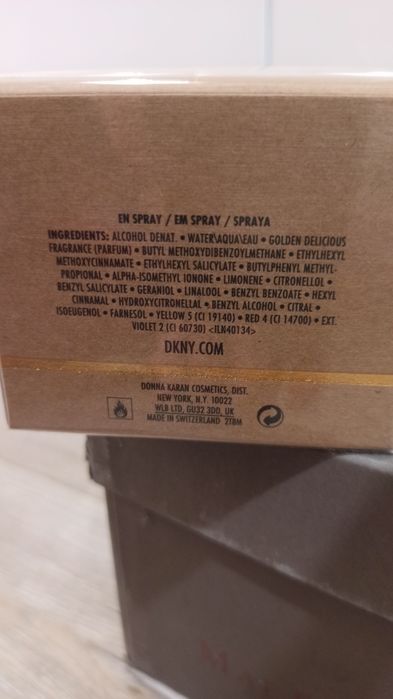 EN SPRAY / EM SPRAY / SPRAYA
INGREDIENTS: ALCOHOL DENAT. • WATER\AQUA\EAU • GOLDEN DELICIOUS
FRAGRANCE (PARFUM) • BUTYL METHOXYDIBENZOYLMETHANE • ETHYLHEXYL
METHOXYCINNAMATE • ETHYLHEXYL SALICYLATE • BUTYLPHENYL METHYL-
PROPIONAL • ALPHA-ISOMETHYL IONONE • LIMONENE • CITRONELLOL •
BENZYL SALICYLATE • GERANIOL • LINALOOL • BENZYL BENZOATE • HEXYL
CINNAMAL • HYDROXYCITRONELLAL • BENZYL ALCOHOL • CITRAL •
ISOEUGENOL • FARNESOL • YELLOW 5 (CI 19140) • RED 4 (CI 14700) • EXT.
VIOLET 2 (CI 60730) <ILN40134>
DKNY.COM
DONNA KARAN COSMETICS, DIST.
NEW YORK, N.Y. 10022
WLB LTD, GU32 3DO, UK
MADE IN SWITZERLAND 2T8M